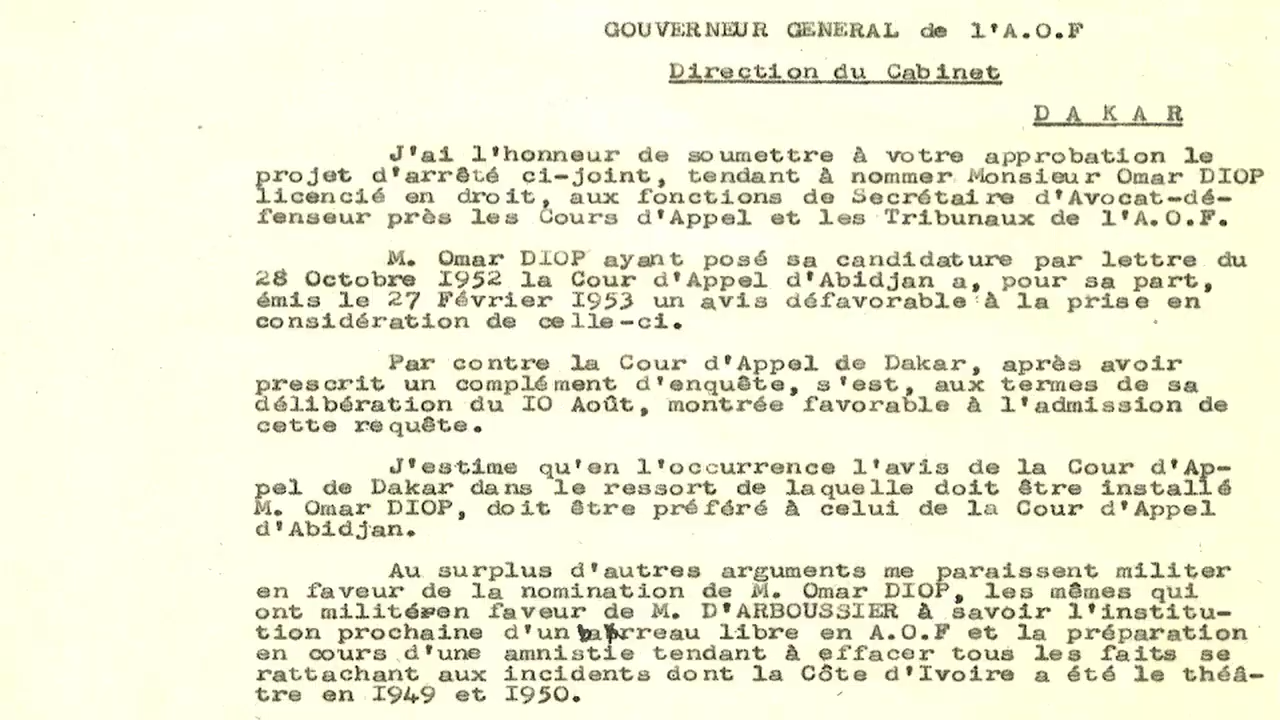 GOUVERNEUR GENERAL de l'A.O.F
Direction du Cabinet
D A K A R
J'ai l'honneur de soumettre à votre approbation le
projet d'arrêté ci-joint, tendant à nommer Monsieur Omar DIOP
licencié en droit, aux fonctions de Secrétaire d'Avocat-dé-
fenseur près les Cours d'Appel et les Tribunaux de l'A.O.F.
M. Omar DIOP ayant posé sa candidature par lettre du
28 Octobre I952 la Cour d'Appel d'Abidjan a, pour sa part,
émis le 27 Février I953 un avis défavorable à la prise en
considération de celle-ci.
Par contre la Cour d'Appel de Dakar, après avoir
prescrit un complément d'enquête, s'est, aux termes de sa
délibération du IO Août, montrée favorable à l'admission de
cette requête.
J'estime qu'en l'occurrence l'avis de la Cour d'Ap-
pel de Dakar dans le ressort de laquelle doit être installé
M. Omar DIOP, doit être préféré à celui de la Cour d'Appel
d'Abidjan.
Au surplus d'autres arguments me paraissent militer
en faveur de la nomination de M. Omar DIOP, les mêmes qui
ont milité en faveur de M. D'ARBOUSSIER à savoir l'institu-
tion prochaine d'un barreau libre en A.O.F et la préparation
en cours d'une amnistie tendant à effacer tous les faits se
rattachant aux incidents dont la Côte d'Ivoire a été le théâ-
tre en I949 et I950.